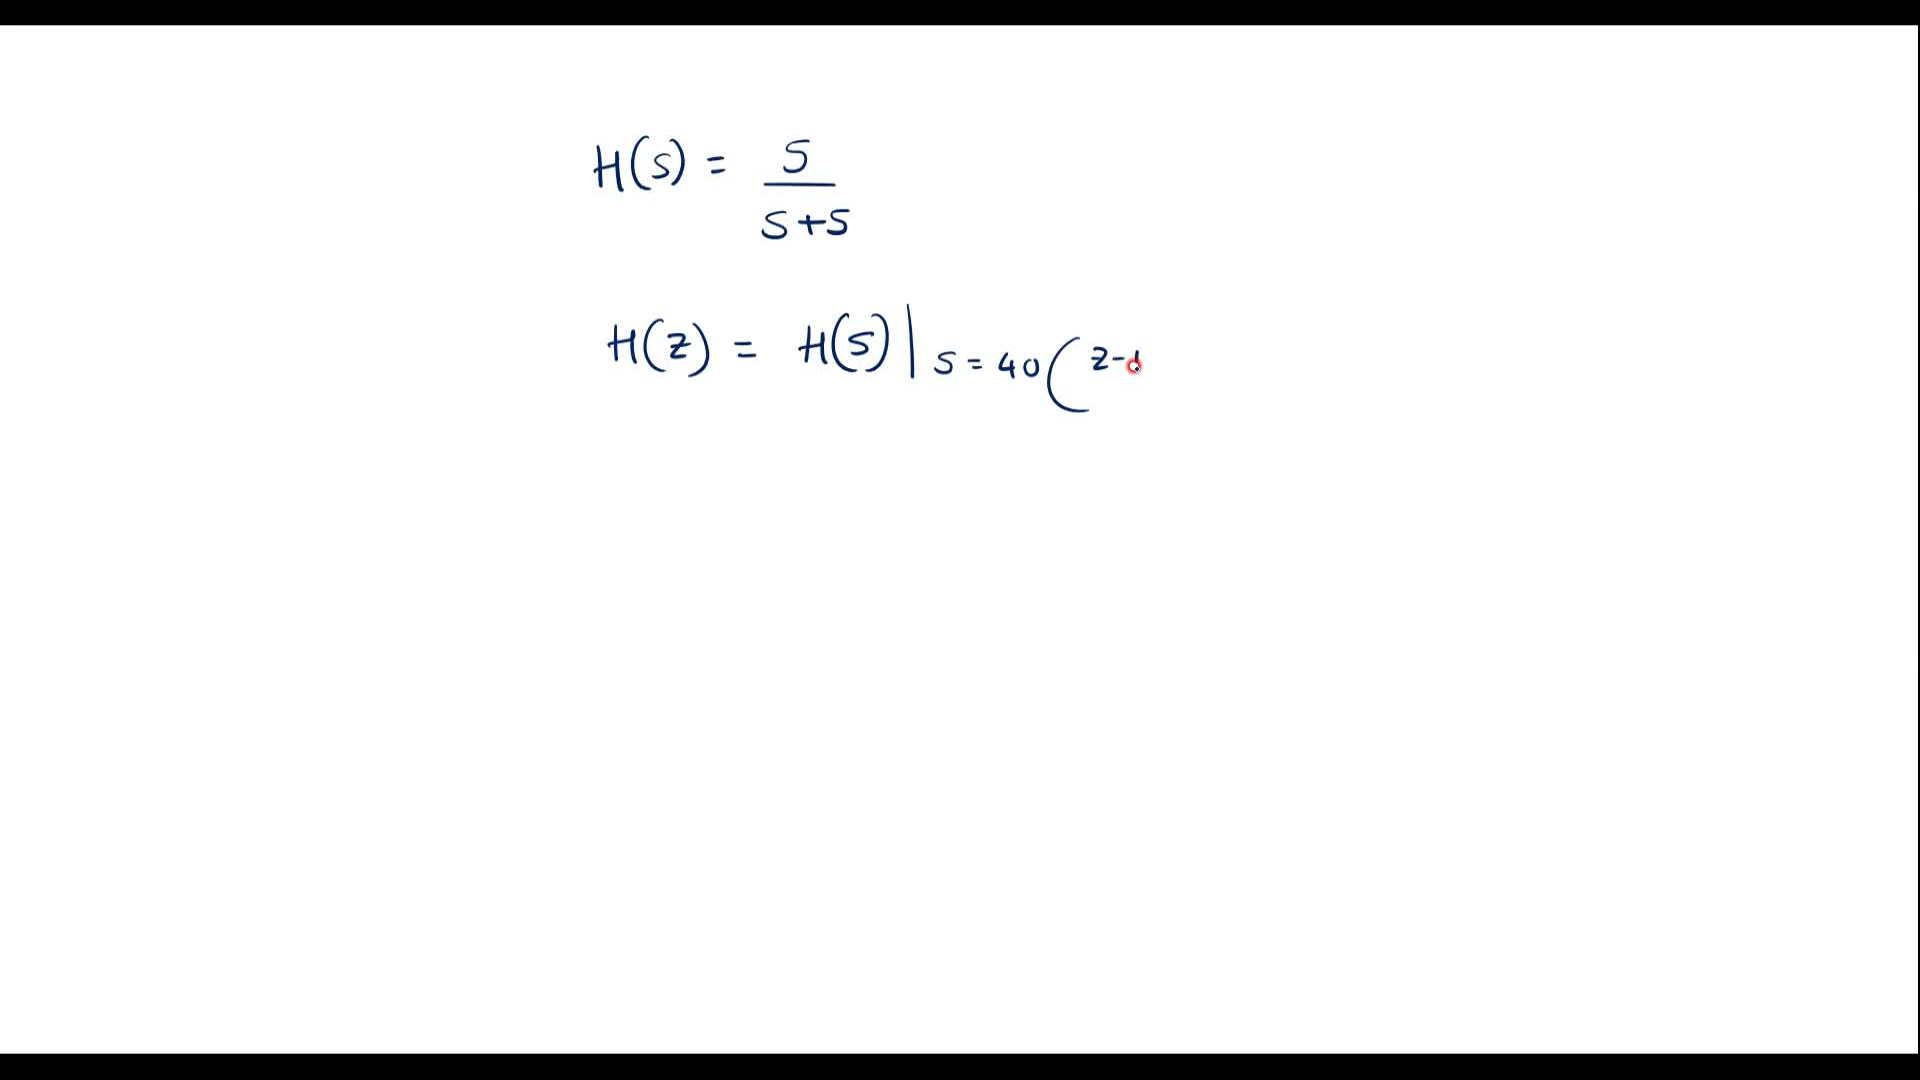 H(s) = 5/(s+5)
H(z) = H(s)| s = 40( z-